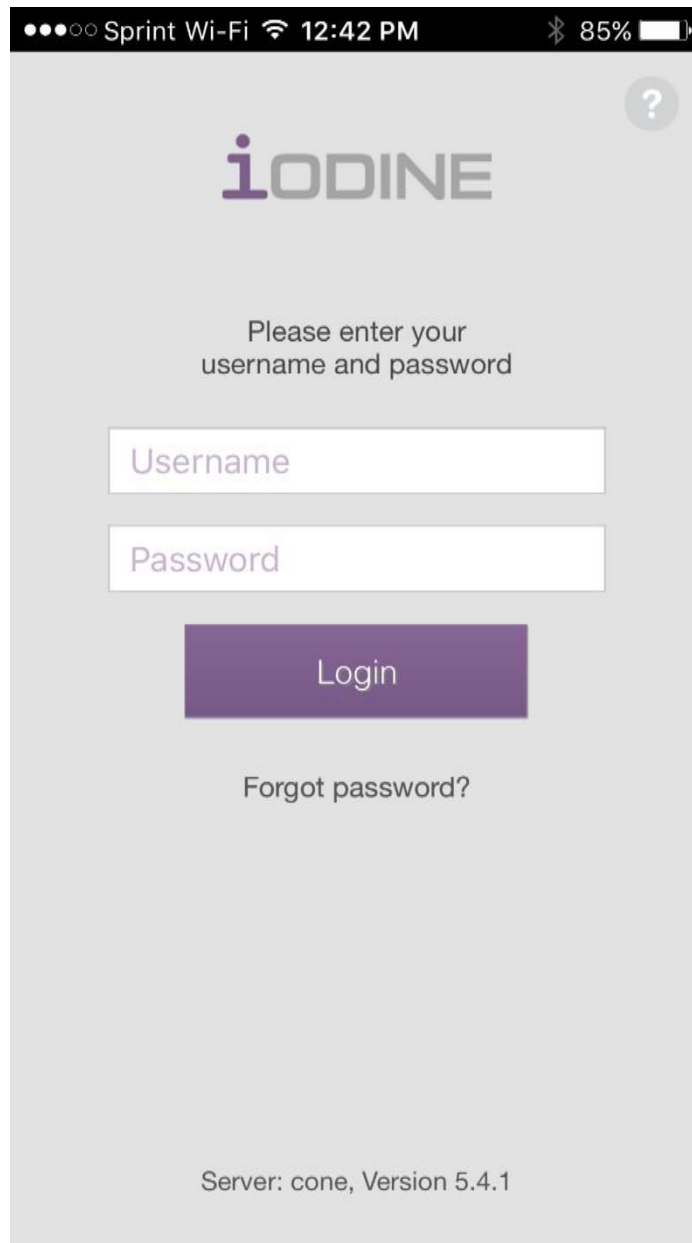 Sprint Wi-Fi 12:42 PM 85%
?
iODINE
Please enter your
username and password
Username
Password
Login
Forgot password?
Server: cone, Version 5.4.1